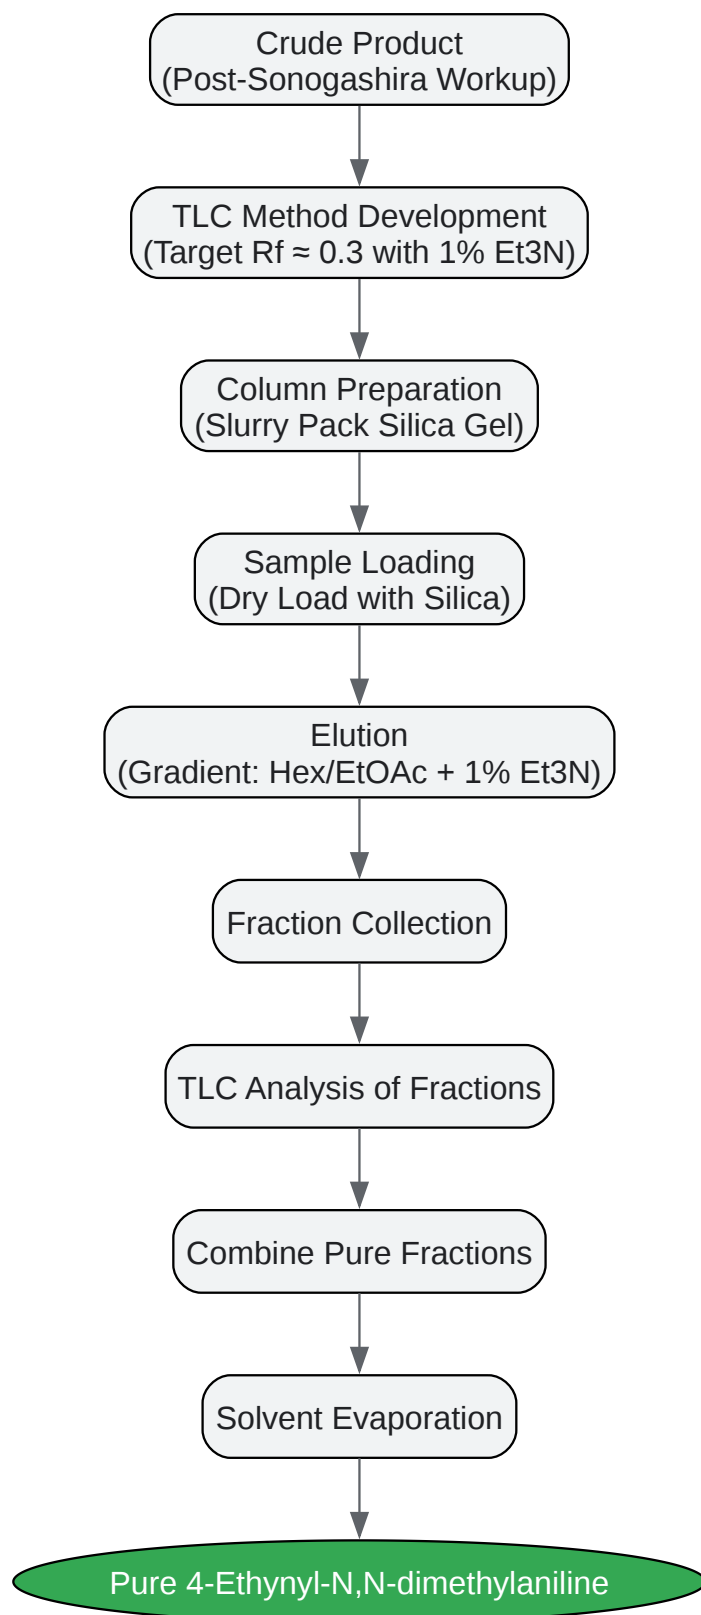 Crude Product
(Post-Sonogashira Workup)
TLC Method Development
(Target Rf ≈ 0.3 with 1% Et3N)
Column Preparation
(Slurry Pack Silica Gel)
Sample Loading
(Dry Load with Silica)
Elution
(Gradient: Hex/EtOAc + 1% Et3N)
Fraction Collection
TLC Analysis of Fractions
Combine Pure Fractions
Solvent Evaporation
Pure 4-Ethynyl-N,N-dimethylaniline